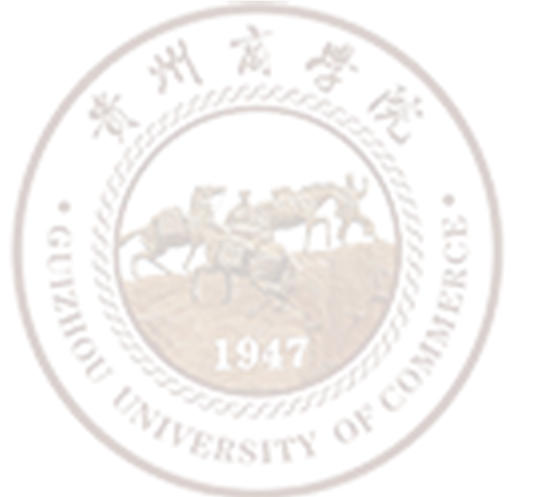 贵州商学院
1947
· GUIZHOU UNIVERSITY OF COMMERCE ·